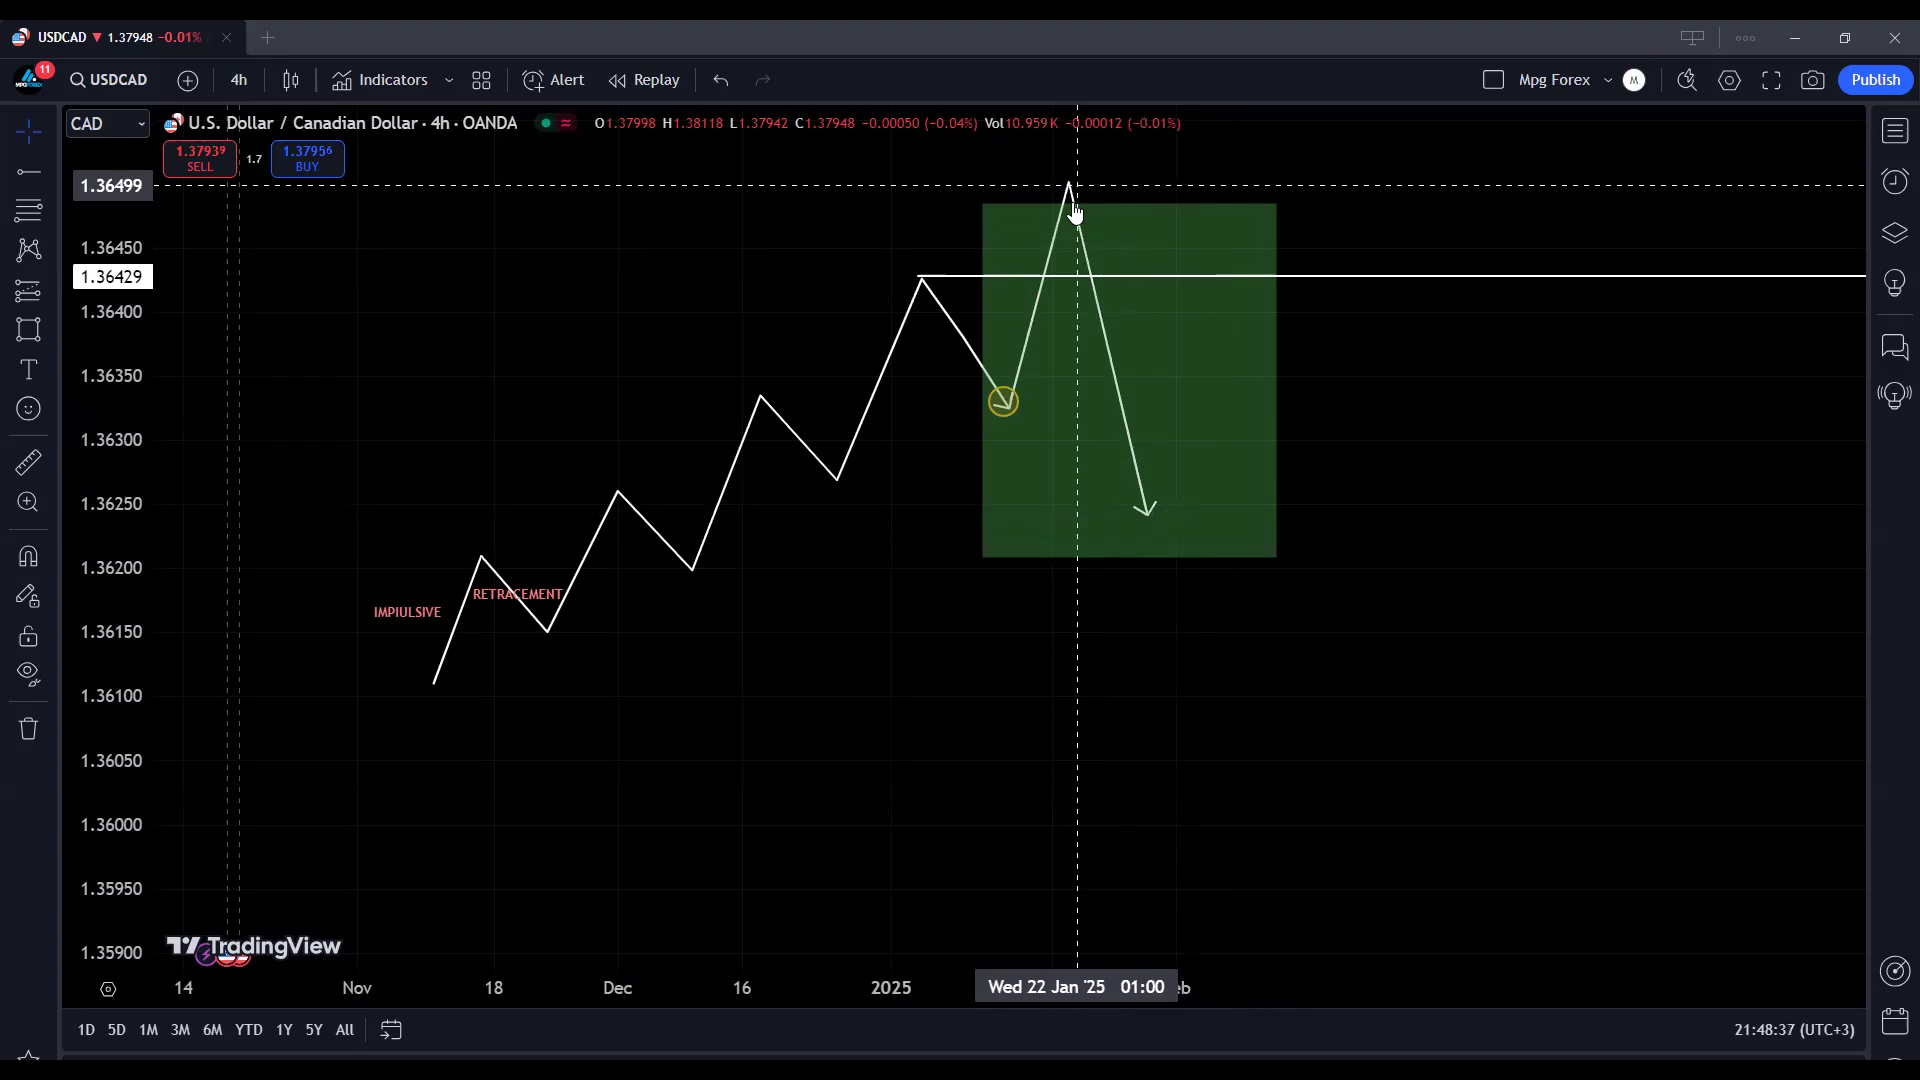 USDCAD 1.37948 −0.01%
11
MPGFOREX
USDCAD
4h
Indicators
Alert
Replay
Mpg Forex
M
Publish
CAD
U.S. Dollar / Canadian Dollar · 4h · OANDA
O1.37998 H1.38118 L1.37942 C1.37948 −0.00050 (−0.04%) Vol10.959K −0.00012 (−0.01%)
1.37939
SELL
1.7
1.37956
BUY
1.36499
1.36450
1.36429
1.36400
1.36350
1.36300
1.36250
1.36200
RETRACEMENT
IMPIULSIVE
1.36150
1.36100
1.36050
1.36000
1.35950
1.35900
TradingView
14
Nov
18
Dec
16
2025
Wed 22 Jan '25 01:00
eb
1D 5D 1M 3M 6M YTD 1Y 5Y All
21:48:37 (UTC+3)